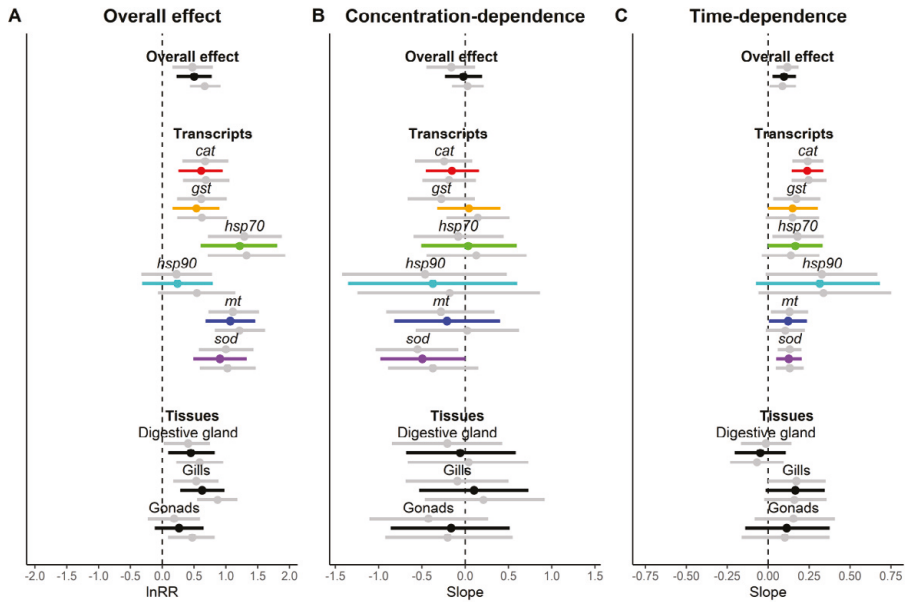 A Overall effect
B Concentration-dependence
C Time-dependence
Overall effect
Transcripts
cat
gst
hsp70
hsp90
mt
sod
Tissues
Digestive gland
Gills
Gonads
-2.0 -1.5 -1.0 -0.5 0.0 0.5 1.0 1.5 2.0
lnRR
Overall effect
Transcripts
cat
gst
hsp70
hsp90
mt
sod
Tissues
Digestive gland
Gills
Gonads
-1.5 -1.0 -0.5 0.0 0.5 1.0 1.5
Slope
Overall effect
Transcripts
cat
gst
hsp70
hsp90
mt
sod
Tissues
Digestive gland
Gills
Gonads
-0.75 -0.50 -0.25 0.00 0.25 0.50 0.75
Slope